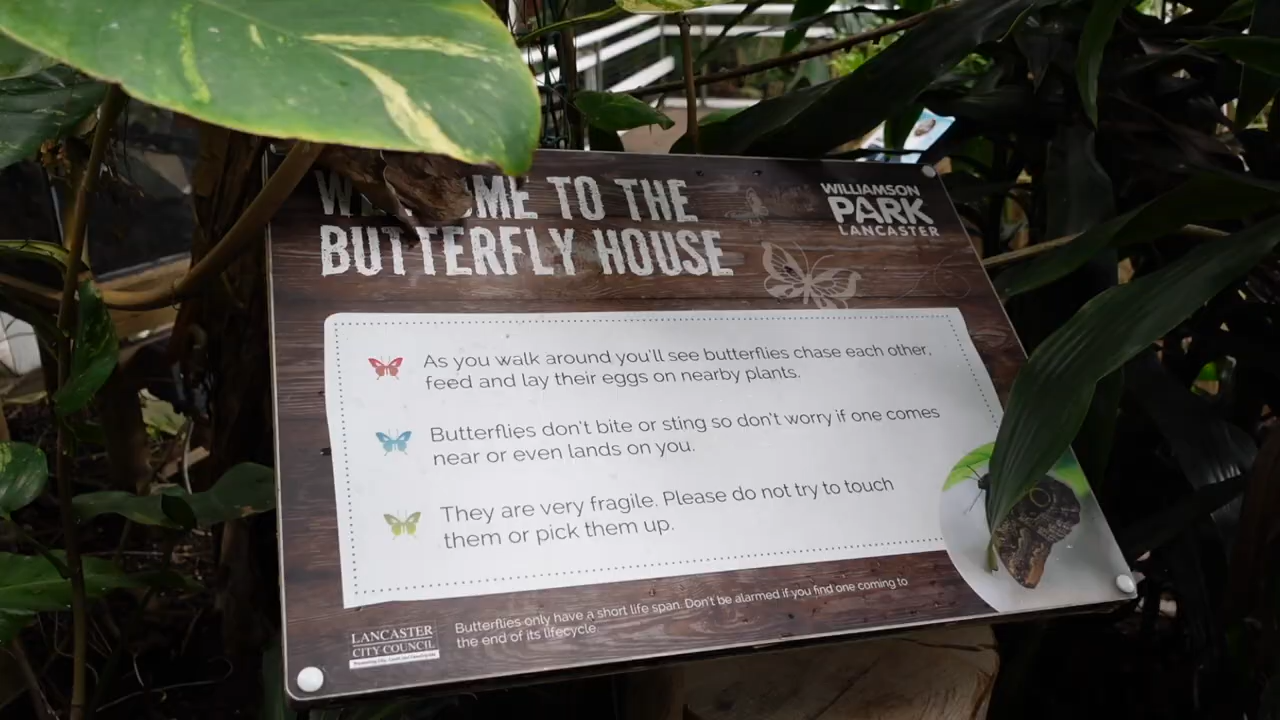 WELCOME TO THE
BUTTERFLY HOUSE
WILLIAMSON
PARK
LANCASTER
As you walk around you'll see butterflies chase each other,
feed and lay their eggs on nearby plants.
Butterflies don't bite or sting so don't worry if one comes
near or even lands on you.
They are very fragile. Please do not try to touch
them or pick them up.
LANCASTER
CITY COUNCIL
Butterflies only have a short life span. Don't be alarmed if you find one coming to
the end of its lifecycle